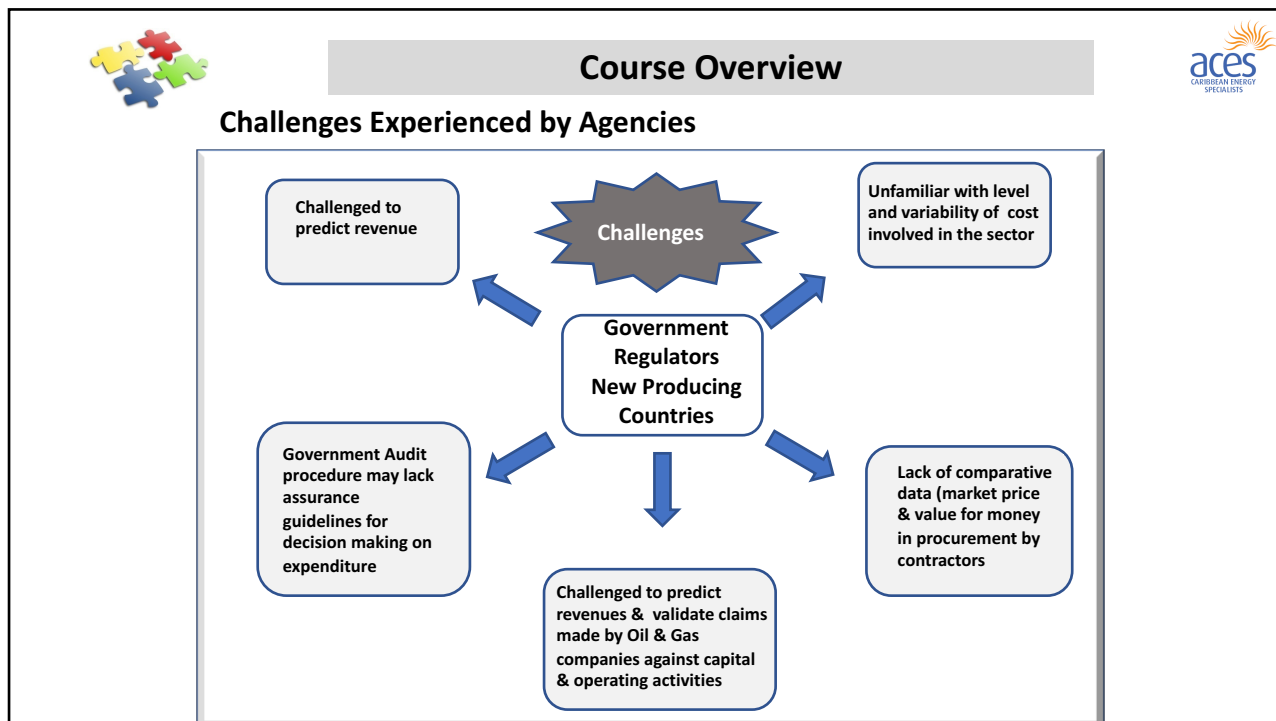 Course Overview
aces
CARIBBEAN ENERGY
SPECIALISTS
Challenges Experienced by Agencies
Challenged to
predict revenue
Challenges
Unfamiliar with level
and variability of cost
involved in the sector
Government
Regulators
New Producing
Countries
Government Audit
procedure may lack
assurance
guidelines for
decision making on
expenditure
Lack of comparative
data (market price
& value for money
in procurement by
contractors
Challenged to predict
revenues & validate claims
made by Oil & Gas
companies against capital
& operating activities